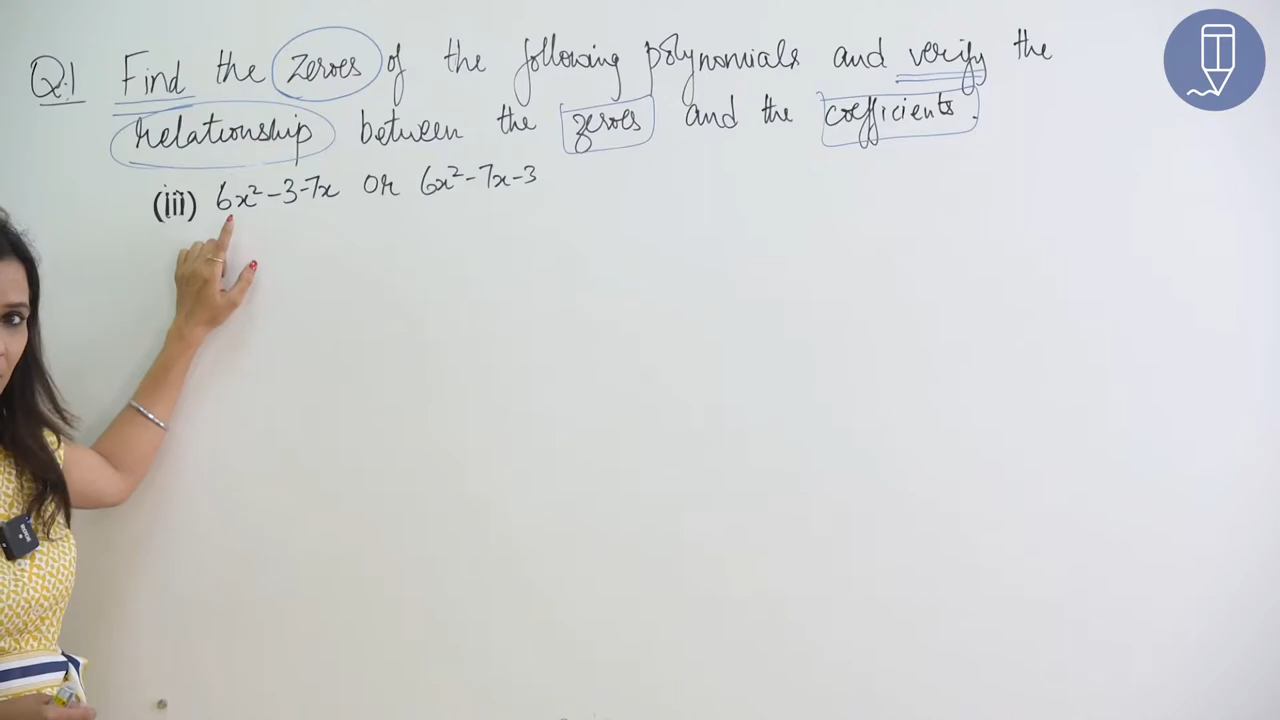 Q.1 Find the zeroes of the following polynomials and verify the
relationship between the zeroes and the coefficients.
(iii) 6x² - 3 - 7x or 6x² - 7x - 3